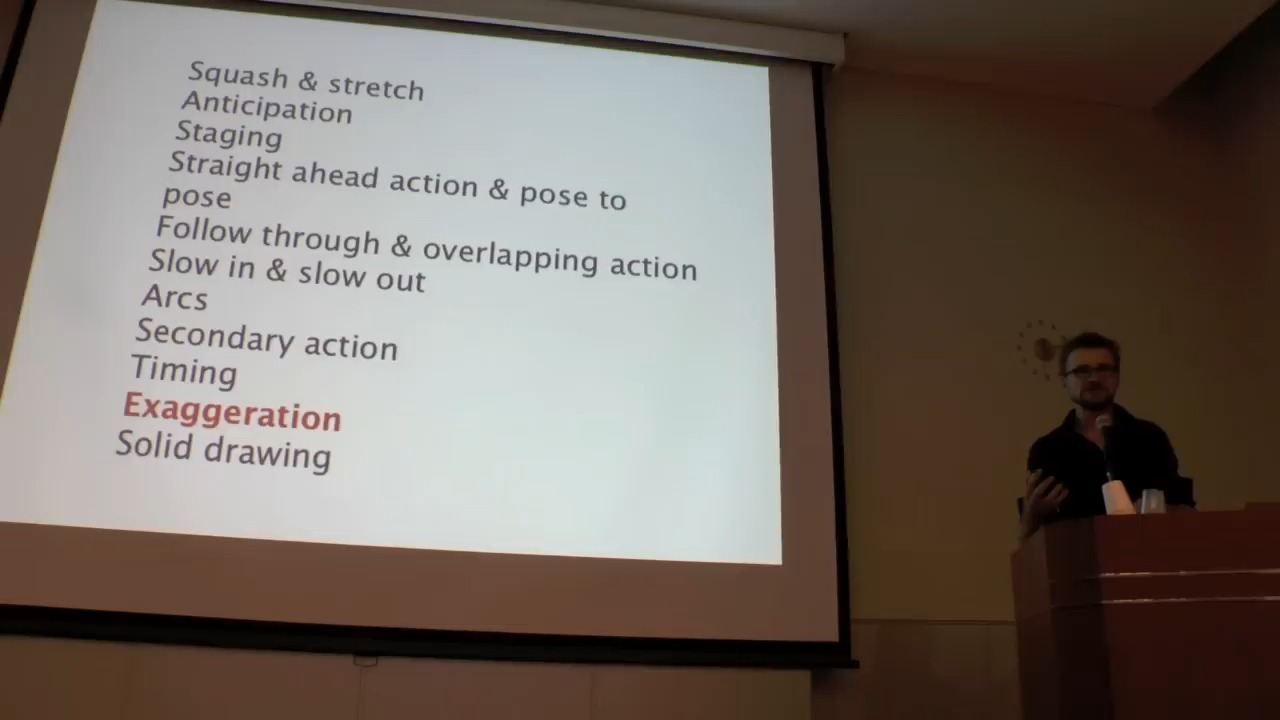 Squash & stretch
Anticipation
Staging
Straight ahead action & pose to
pose
Follow through & overlapping action
Slow in & slow out
Arcs
Secondary action
Timing
Exaggeration
Solid drawing